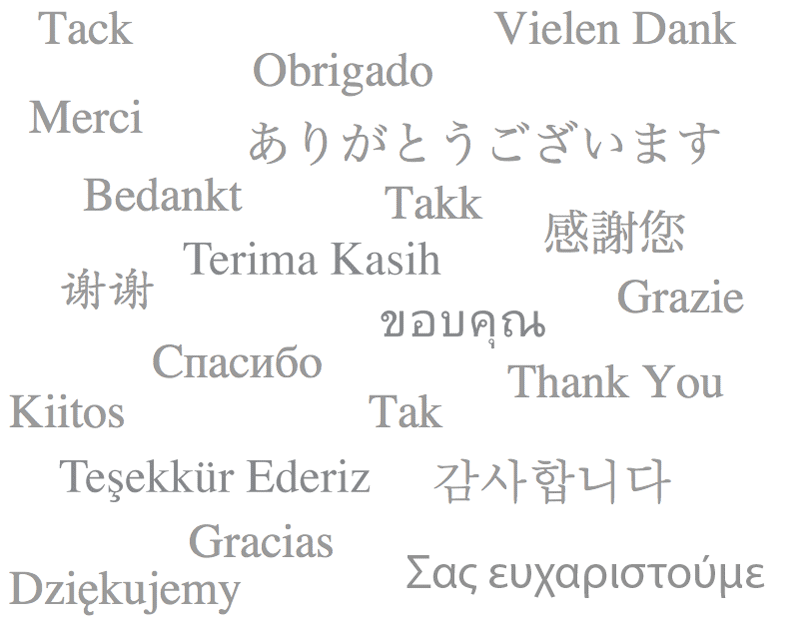 Tack
Vielen Dank
Obrigado
Merci
ありがとうございます
Bedankt
Takk
感謝您
Terima Kasih
谢谢
Grazie
ขอบคุณ
Спасибо
Thank You
Kiitos
Tak
Teşekkür Ederiz
감사합니다
Gracias
Σας ευχαριστούμε
Dziękujemy